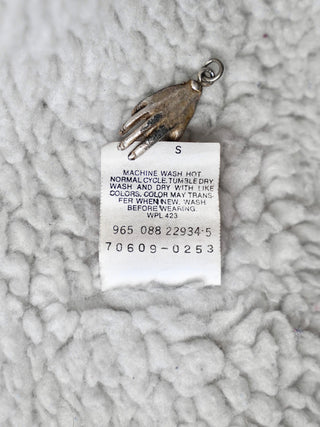 S
MACHINE WASH HOT
NORMAL CYCLE.TUMBLE DRY
WASH AND DRY WITH LIKE
COLORS. COLOR MAY TRANS-
FER WHEN NEW. WASH
BEFORE WEARING.
WPL 423
965 088 22934-5
70609-0253